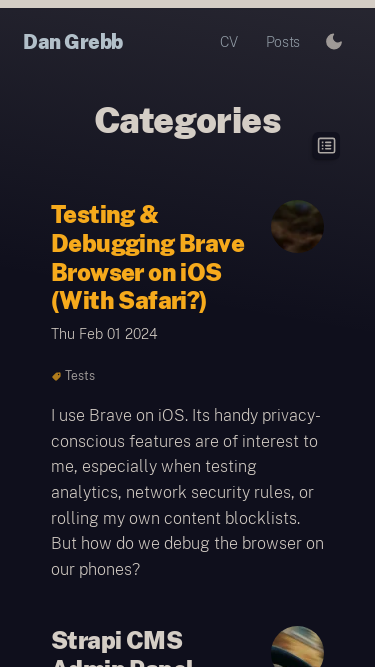 Dan Grebb
CV
Posts
Categories
Testing &
Debugging Brave
Browser on iOS
(With Safari?)
Thu Feb 01 2024
Tests
I use Brave on iOS. Its handy privacy-
conscious features are of interest to
me, especially when testing
analytics, network security rules, or
rolling my own content blocklists.
But how do we debug the browser on
our phones?
Strapi CMS
Admin Panel